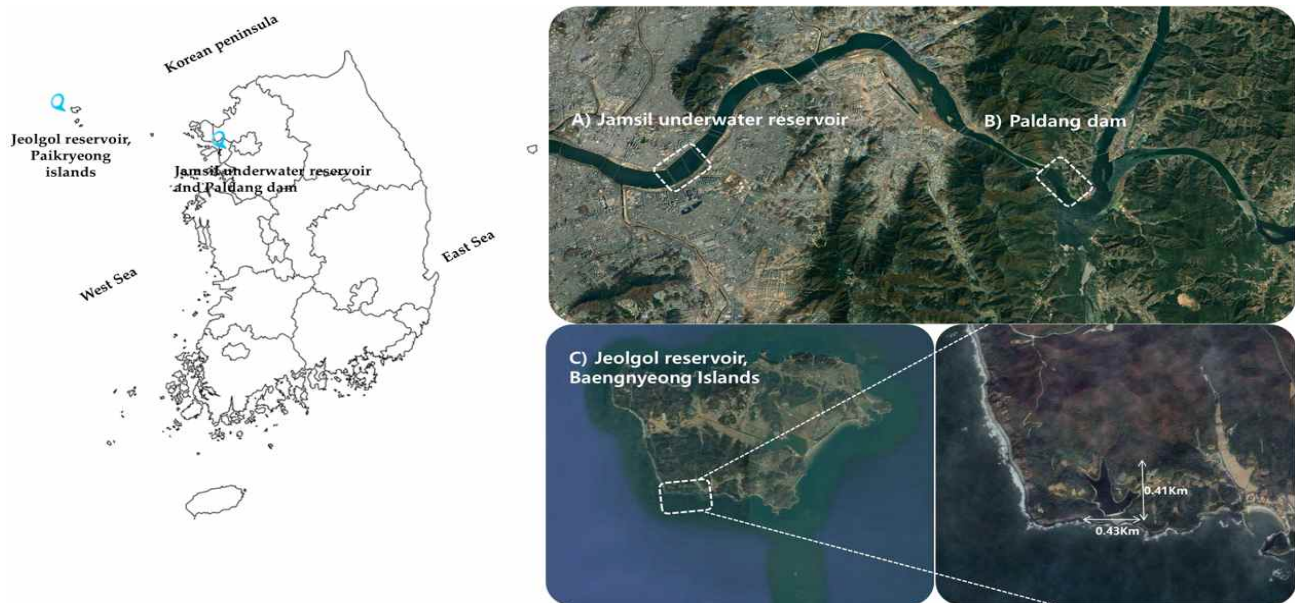 Korean peninsula
Jeolgol reservoir,
Paikryeong
islands
Jamsil underwater reservoir
and Paldang dam
West Sea
East Sea
A) Jamsil underwater reservoir
B) Paldang dam
C) Jeolgol reservoir,
Baengnyeong Islands
0.41Km
0.43Km